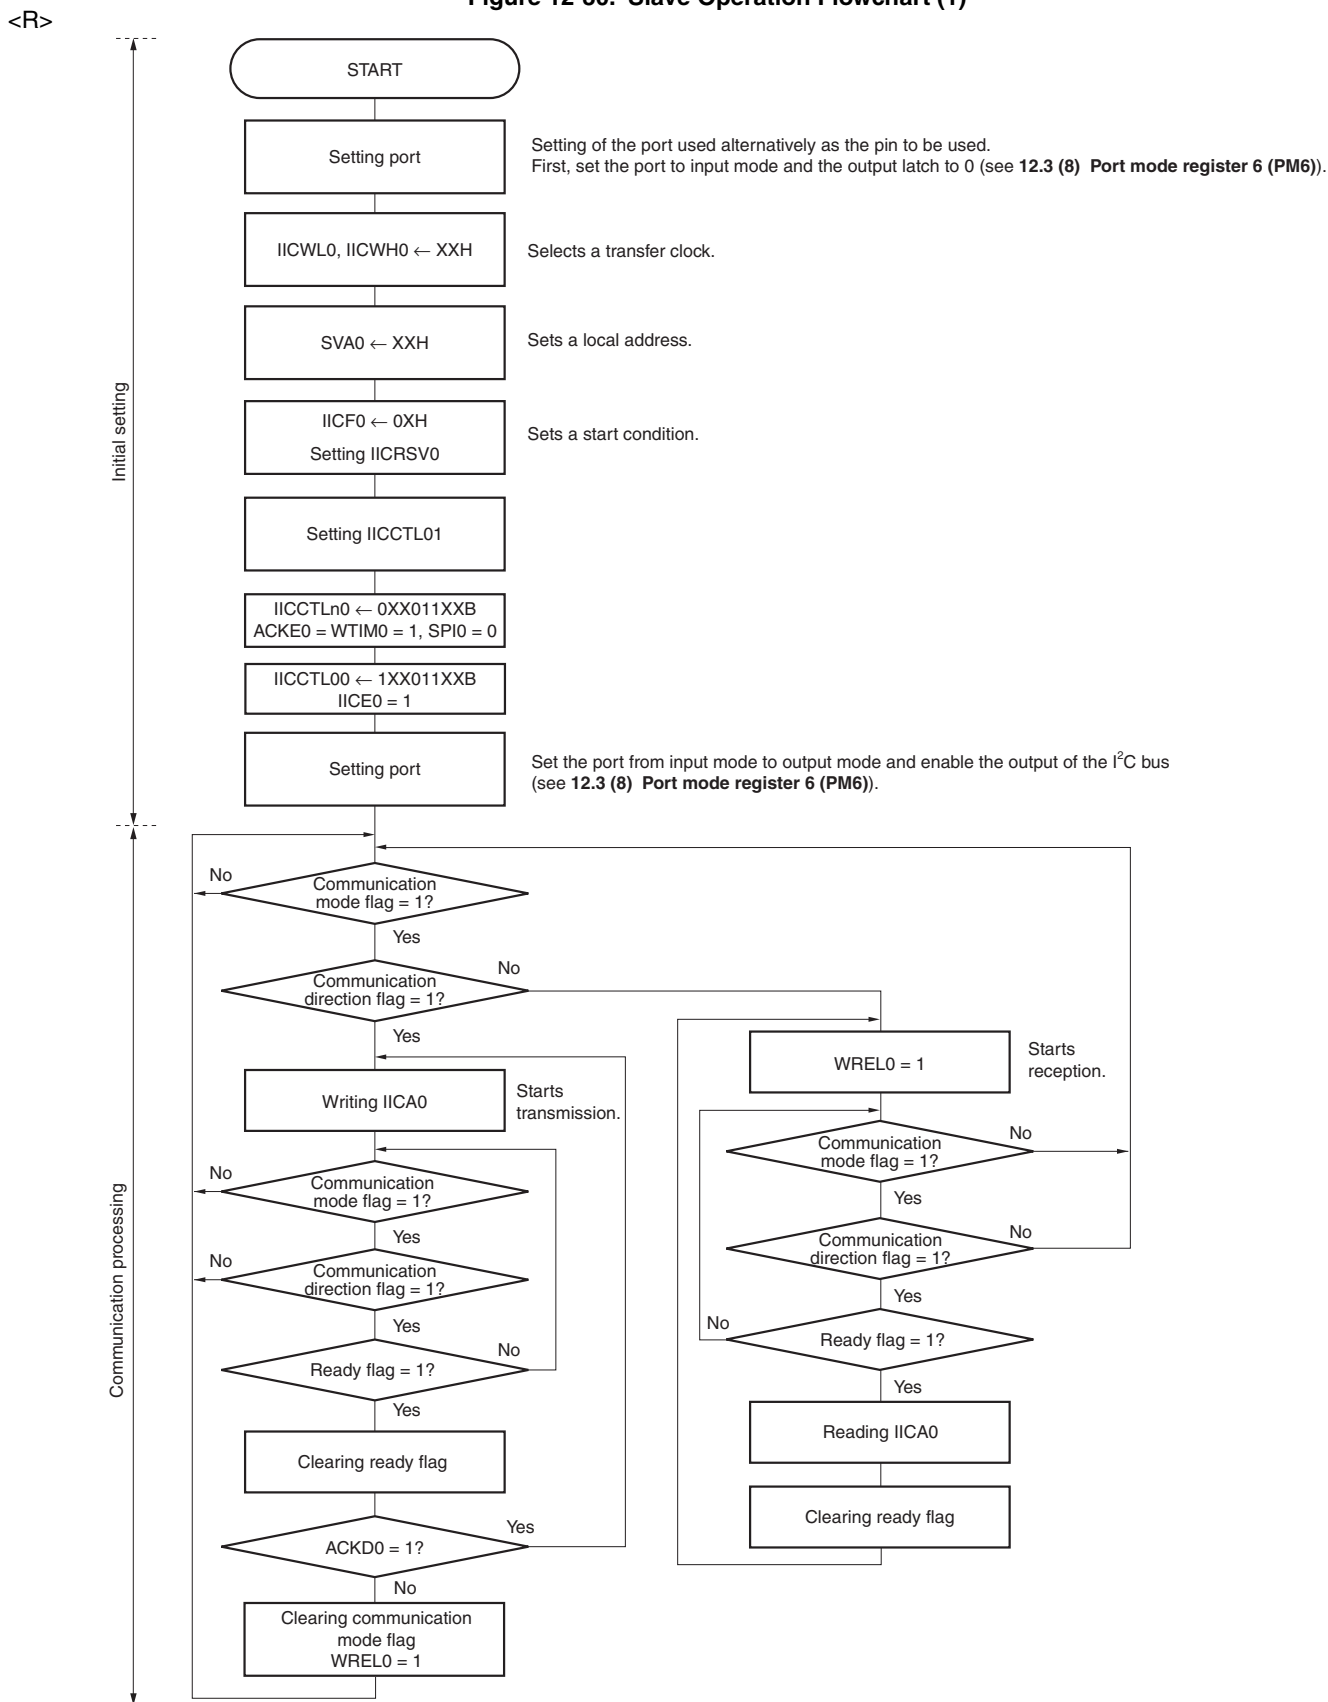 Figure 12-30. Slave Operation Flowchart (1)
<R>
START
Setting port
Setting of the port used alternatively as the pin to be used.
First, set the port to input mode and the output latch to 0 (see 12.3 (8) Port mode register 6 (PM6)).
IICWL0, IICWH0 ← XXH
Selects a transfer clock.
SVA0 ← XXH
Sets a local address.
IICF0 ← 0XH
Setting IICRSV0
Sets a start condition.
Setting IICCTL01
IICCTLn0 ← 0XX011XXB
ACKE0 = WTIM0 = 1, SPI0 = 0
IICCTL00 ← 1XX011XXB
IICE0 = 1
Setting port
Set the port from input mode to output mode and enable the output of the I²C bus
(see 12.3 (8) Port mode register 6 (PM6)).
Initial setting
No
Communication
mode flag = 1?
Yes
Communication
direction flag = 1?
No
Yes
Writing IICA0
Starts
transmission.
No
Communication
mode flag = 1?
Yes
No
Communication
direction flag = 1?
Yes
Ready flag = 1?
No
Yes
Clearing ready flag
ACKD0 = 1?
Yes
No
Clearing communication
mode flag
WREL0 = 1
WREL0 = 1
Starts
reception.
Communication
mode flag = 1?
No
Yes
Communication
direction flag = 1?
No
Yes
No
Ready flag = 1?
Yes
Reading IICA0
Clearing ready flag
Communication processing